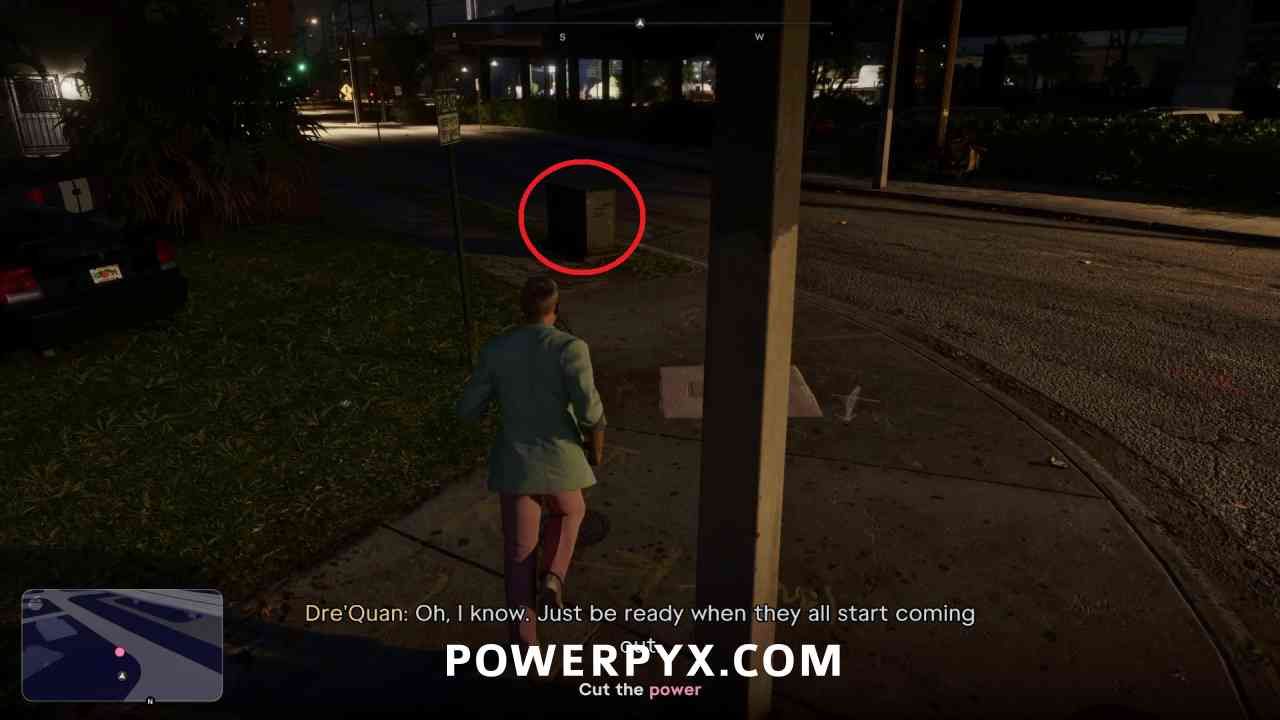 S W
Dre'Quan: Oh, I know. Just be ready when they all start coming
out.
POWERPYX.COM
Cut the power
N